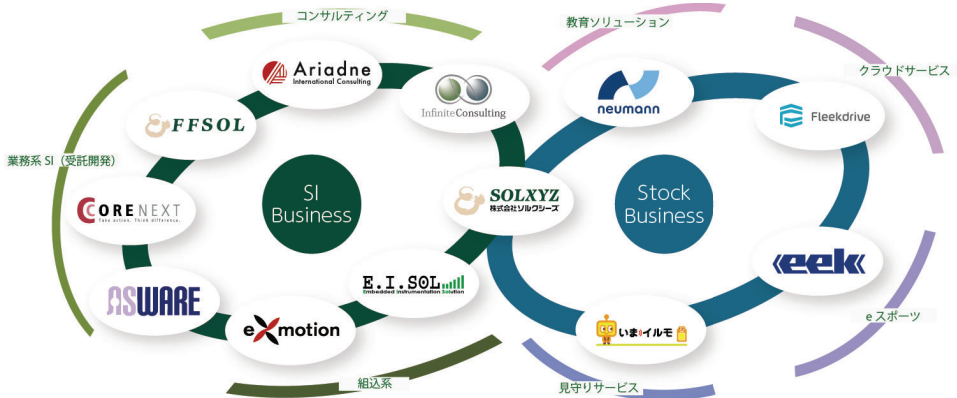 コンサルティング
教育ソリューション
Ariadne
International Consulting
InfiniteConsulting
neumann
クラウドサービス
Fleekdrive
FFSOL
業務系 SI（受託開発）
SI
Business
SOLXYZ
株式会社ソルクシーズ
Stock
Business
CORENEXT
Take action. Think difference.
eek
E.I.SOL
Embedded Instrumentation Solution
ASWARE
eXmotion
いまイルモ
eスポーツ
組込系
見守りサービス